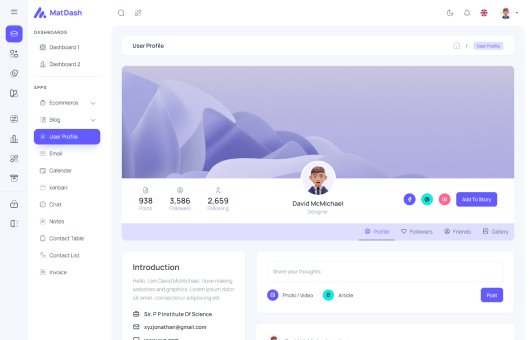 MatDash
DASHBOARDS
Dashboard 1
Dashboard 2
APPS
Ecommerce
Blog
User Profile
Email
Calendar
Kanban
Chat
Notes
Contact Table
Contact List
Invoice
User Profile
/ User Profile
938
Posts
3,586
Followers
2,659
Following
David McMichael
Designer
Add To Story
Profile
Followers
Friends
Gallery
Introduction
Hello, I am David McMichael. I love making
websites and graphics. Lorem ipsum dolor
sit amet, consectetur adipiscing elit.
Sir, P P Institute Of Science
xyzjonathan@gmail.com
Share your thoughts
Photo / Video
Article
Post